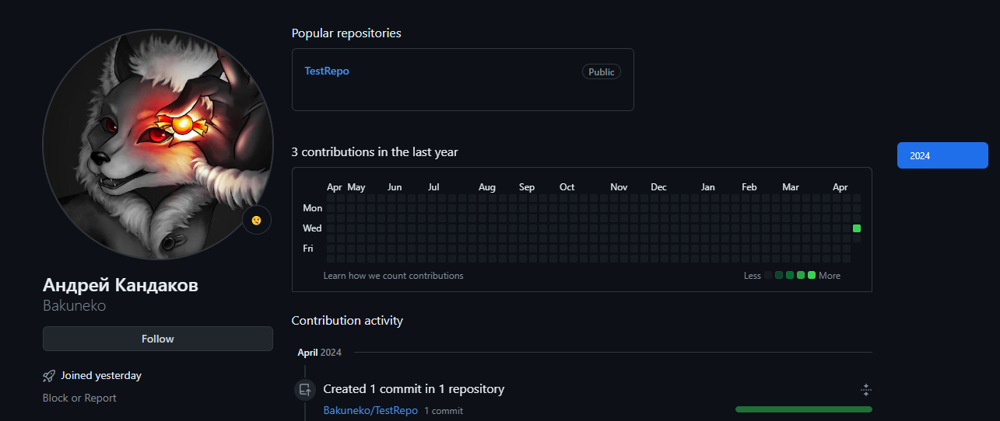 Popular repositories
TestRepo
Public
3 contributions in the last year
2024
Apr May Jun Jul Aug Sep Oct Nov Dec Jan Feb Mar Apr
Mon
Wed
Fri
Learn how we count contributions
Less More
Андрей Кандаков
Bakuneko
Follow
Joined yesterday
Block or Report
Contribution activity
April 2024
Created 1 commit in 1 repository
Bakuneko/TestRepo 1 commit